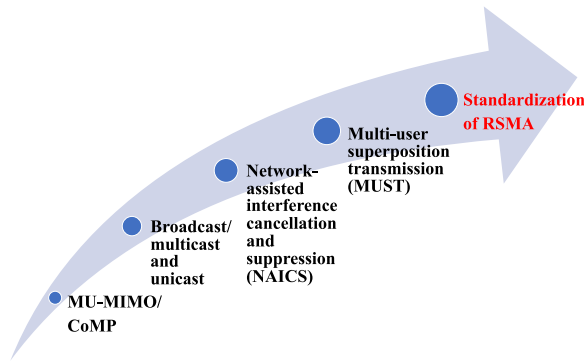 Standardization
of RSMA
Multi-user
superposition
transmission
(MUST)
Network-
assisted
interference
cancellation
and
suppression
(NAICS)
Broadcast/
multicast
and
unicast
MU-MIMO/
CoMP